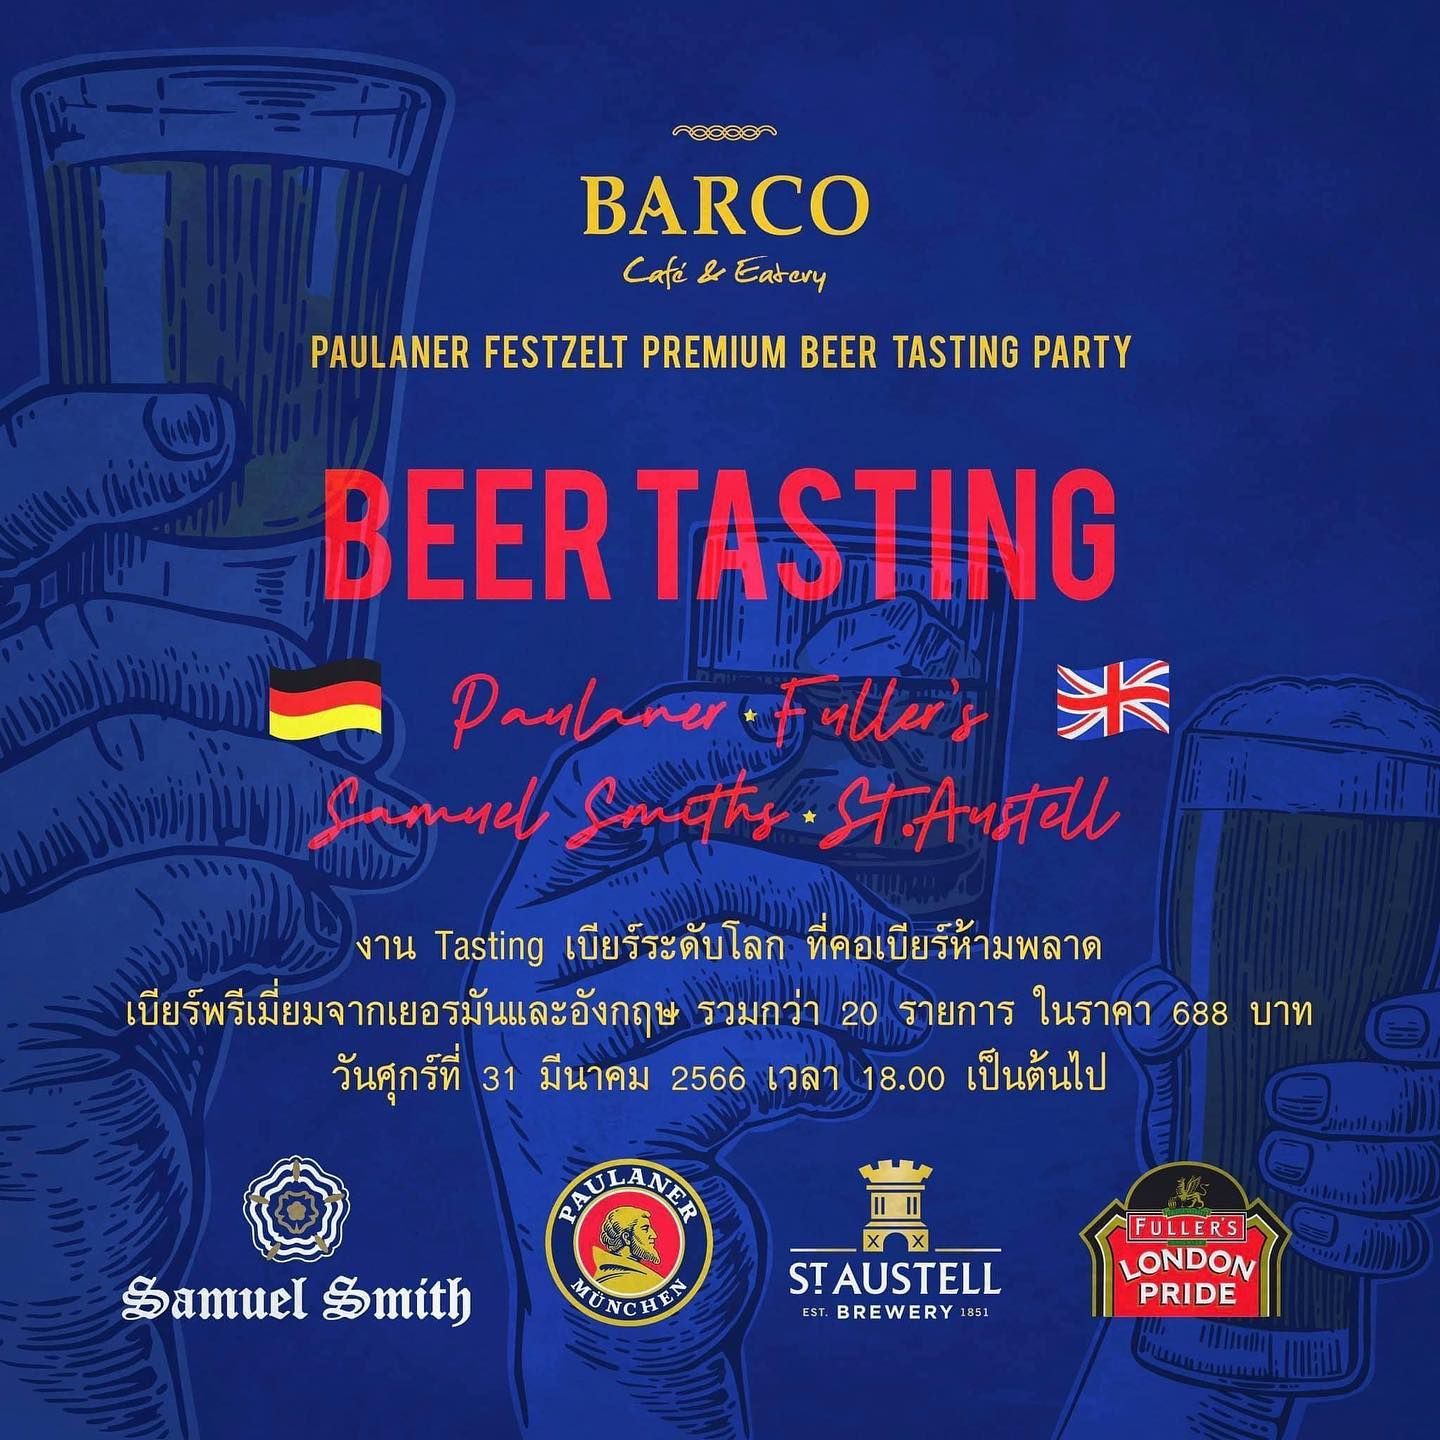 BARCO
Café & Eatery
PAULANER FESTZELT PREMIUM BEER TASTING PARTY
BEER TASTING
Paulaner ★ Fuller's
Samuel Smiths ★ St.Austell
งาน Tasting เบียร์ระดับโลก ที่คอเบียร์ห้ามพลาด
เบียร์พรีเมี่ยมจากเยอรมันและอังกฤษ รวมกว่า 20 รายการ ในราคา 688 บาท
วันศุกร์ที่ 31 มีนาคม 2566 เวลา 18.00 เป็นต้นไป
Samuel Smith
PAULANER
MÜNCHEN
ST AUSTELL
EST. BREWERY 1851
FULLER'S
LONDON
PRIDE